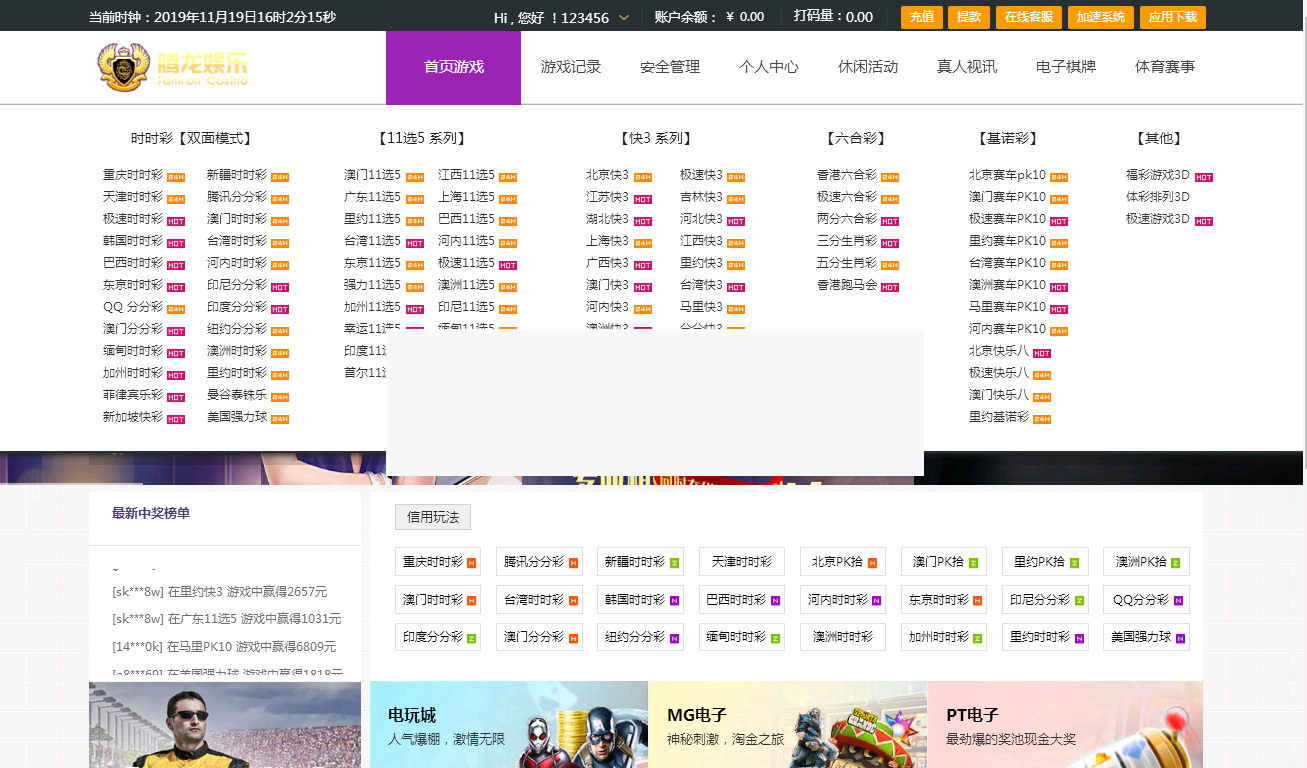 当前时钟：2019年11月19日16时2分15秒
Hi , 您好 ！123456
账户余额： ¥ 0.00
打码量：0.00
充值 提款 在线客服 加速系统 应用下载
腾龙娱乐
Tamron Casino
首页游戏 游戏记录 安全管理 个人中心 休闲活动 真人视讯 电子棋牌 体育赛事
时时彩【双面模式】 【11选5 系列】 【快3 系列】 【六合彩】 【基诺彩】 【其他】
重庆时时彩 24H 新疆时时彩 24H 澳门11选5 24H 江西11选5 24H 北京快3 24H 极速快3 24H 香港六合彩 24H 北京赛车pk10 24H 福彩游戏3D HOT
天津时时彩 24H 腾讯分分彩 24H 广东11选5 24H 上海11选5 24H 江苏快3 HOT 吉林快3 24H 极速六合彩 24H 澳门赛车PK10 24H 体彩排列3D
极速时时彩 HOT 澳门时时彩 24H 里约11选5 24H 巴西11选5 24H 湖北快3 HOT 河北快3 HOT 两分六合彩 HOT 极速赛车PK10 HOT 极速游戏3D HOT
韩国时时彩 HOT 台湾时时彩 24H 台湾11选5 HOT 河内11选5 24H 上海快3 24H 江西快3 24H 三分生肖彩 HOT 里约赛车PK10 24H
巴西时时彩 HOT 河内时时彩 24H 东京11选5 24H 极速11选5 HOT 广西快3 HOT 里约快3 24H 五分生肖彩 24H 台湾赛车PK10 24H
东京时时彩 HOT 印尼分分彩 HOT 强力11选5 24H 澳洲11选5 24H 澳门快3 HOT 台湾快3 HOT 香港跑马会 HOT 澳洲赛车PK10 HOT
QQ 分分彩 24H 印度分分彩 HOT 加州11选5 HOT 印尼11选5 24H 河内快3 24H 马里快3 24H 马里赛车PK10 HOT
澳门分分彩 HOT 纽约分分彩 24H 幸运11选5 缅甸11选5 澳洲快3 分分快3 河内赛车PK10 24H
缅甸时时彩 HOT 澳洲时时彩 24H 印度11 北京快乐八 HOT
加州时时彩 HOT 里约时时彩 24H 首尔11 极速快乐八 24H
菲律宾乐彩 HOT 曼谷泰铢乐 24H 澳门快乐八 24H
新加坡快彩 HOT 美国强力球 24H 里约基诺彩 24H
最新中奖榜单
[sk***8w] 在里约快3 游戏中赢得2657元
[sk***8w] 在广东11选5 游戏中赢得1031元
[14***0k] 在马里PK10 游戏中赢得6809元
[a8***69] 在美国强力球 游戏中赢得1818元
信用玩法
重庆时时彩 H 腾讯分分彩 H 新疆时时彩 Z 天津时时彩 北京PK拾 H 澳门PK拾 Z 里约PK拾 Z 澳洲PK拾 Z
澳门时时彩 H 台湾时时彩 H 韩国时时彩 N 巴西时时彩 N 河内时时彩 N 东京时时彩 H 印尼分分彩 Z QQ分分彩 N
印度分分彩 Z 澳门分分彩 H 纽约分分彩 N 缅甸时时彩 Z 澳洲时时彩 加州时时彩 Z 里约时时彩 N 美国强力球 N
电玩城
人气爆棚，激情无限
MG电子
神秘刺激，淘金之旅
PT电子
最劲爆的奖池现金大奖